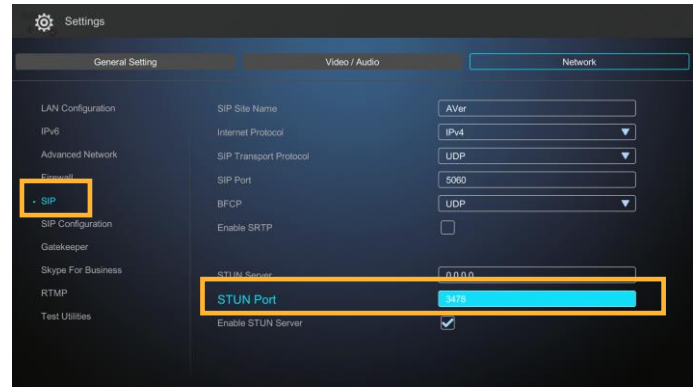 Settings
General Setting Video / Audio Network
LAN Configuration SIP Site Name AVer
IPv6 Internet Protocol IPv4
Advanced Network SIP Transport Protocol UDP
Firewall SIP Port 5060
• SIP BFCP UDP
SIP Configuration Enable SRTP
Gatekeeper
Skype For Business STUN Server 0.0.0.0
RTMP STUN Port 3478
Test Utilities Enable STUN Server